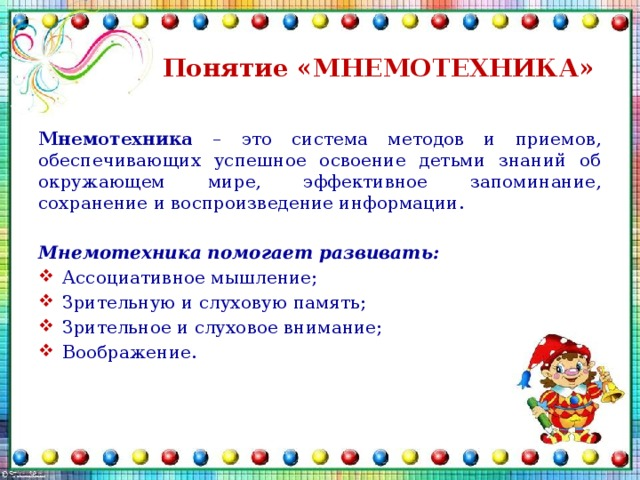 Понятие «МНЕМОТЕХНИКА»
Мнемотехника – это система методов и приемов,
обеспечивающих успешное освоение детьми знаний об
окружающем мире, эффективное запоминание,
сохранение и воспроизведение информации.
Мнемотехника помогает развивать:
Ассоциативное мышление;
Зрительную и слуховую память;
Зрительное и слуховое внимание;
Воображение.